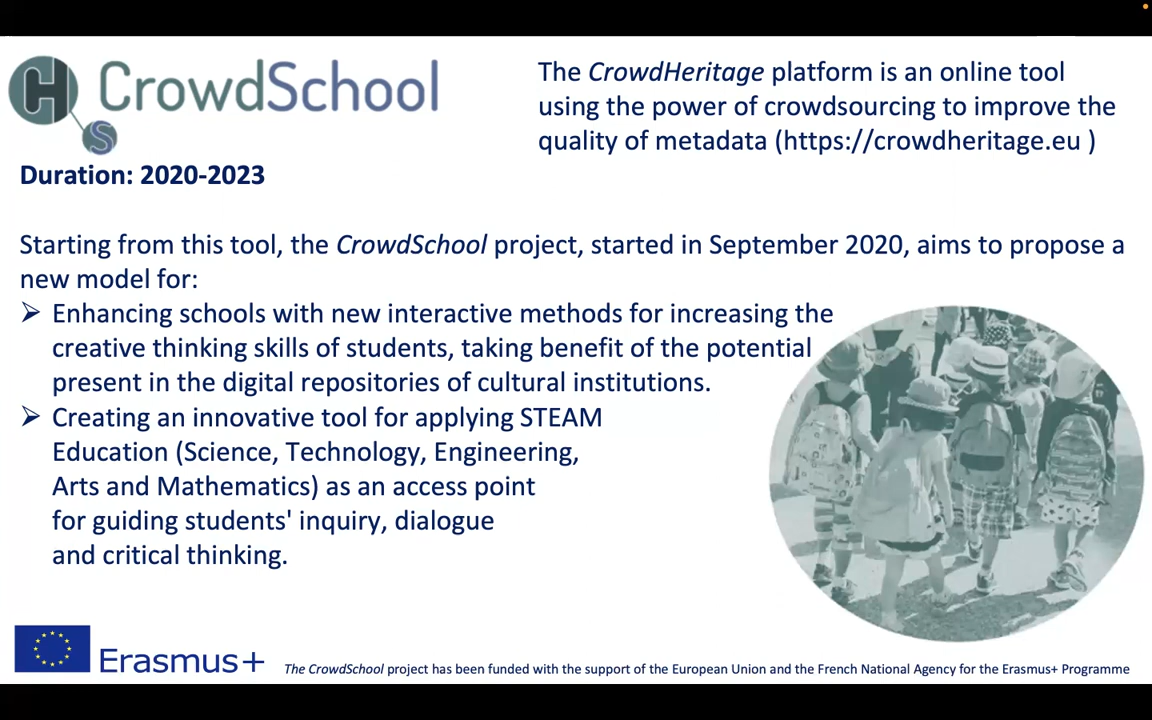 H
S
CrowdSchool
Duration: 2020-2023
The CrowdHeritage platform is an online tool
using the power of crowdsourcing to improve the
quality of metadata (https://crowdheritage.eu )
Starting from this tool, the CrowdSchool project, started in September 2020, aims to propose a
new model for:
➢ Enhancing schools with new interactive methods for increasing the
creative thinking skills of students, taking benefit of the potential
present in the digital repositories of cultural institutions.
➢ Creating an innovative tool for applying STEAM
Education (Science, Technology, Engineering,
Arts and Mathematics) as an access point
for guiding students' inquiry, dialogue
and critical thinking.
Erasmus+
The CrowdSchool project has been funded with the support of the European Union and the French National Agency for the Erasmus+ Programme